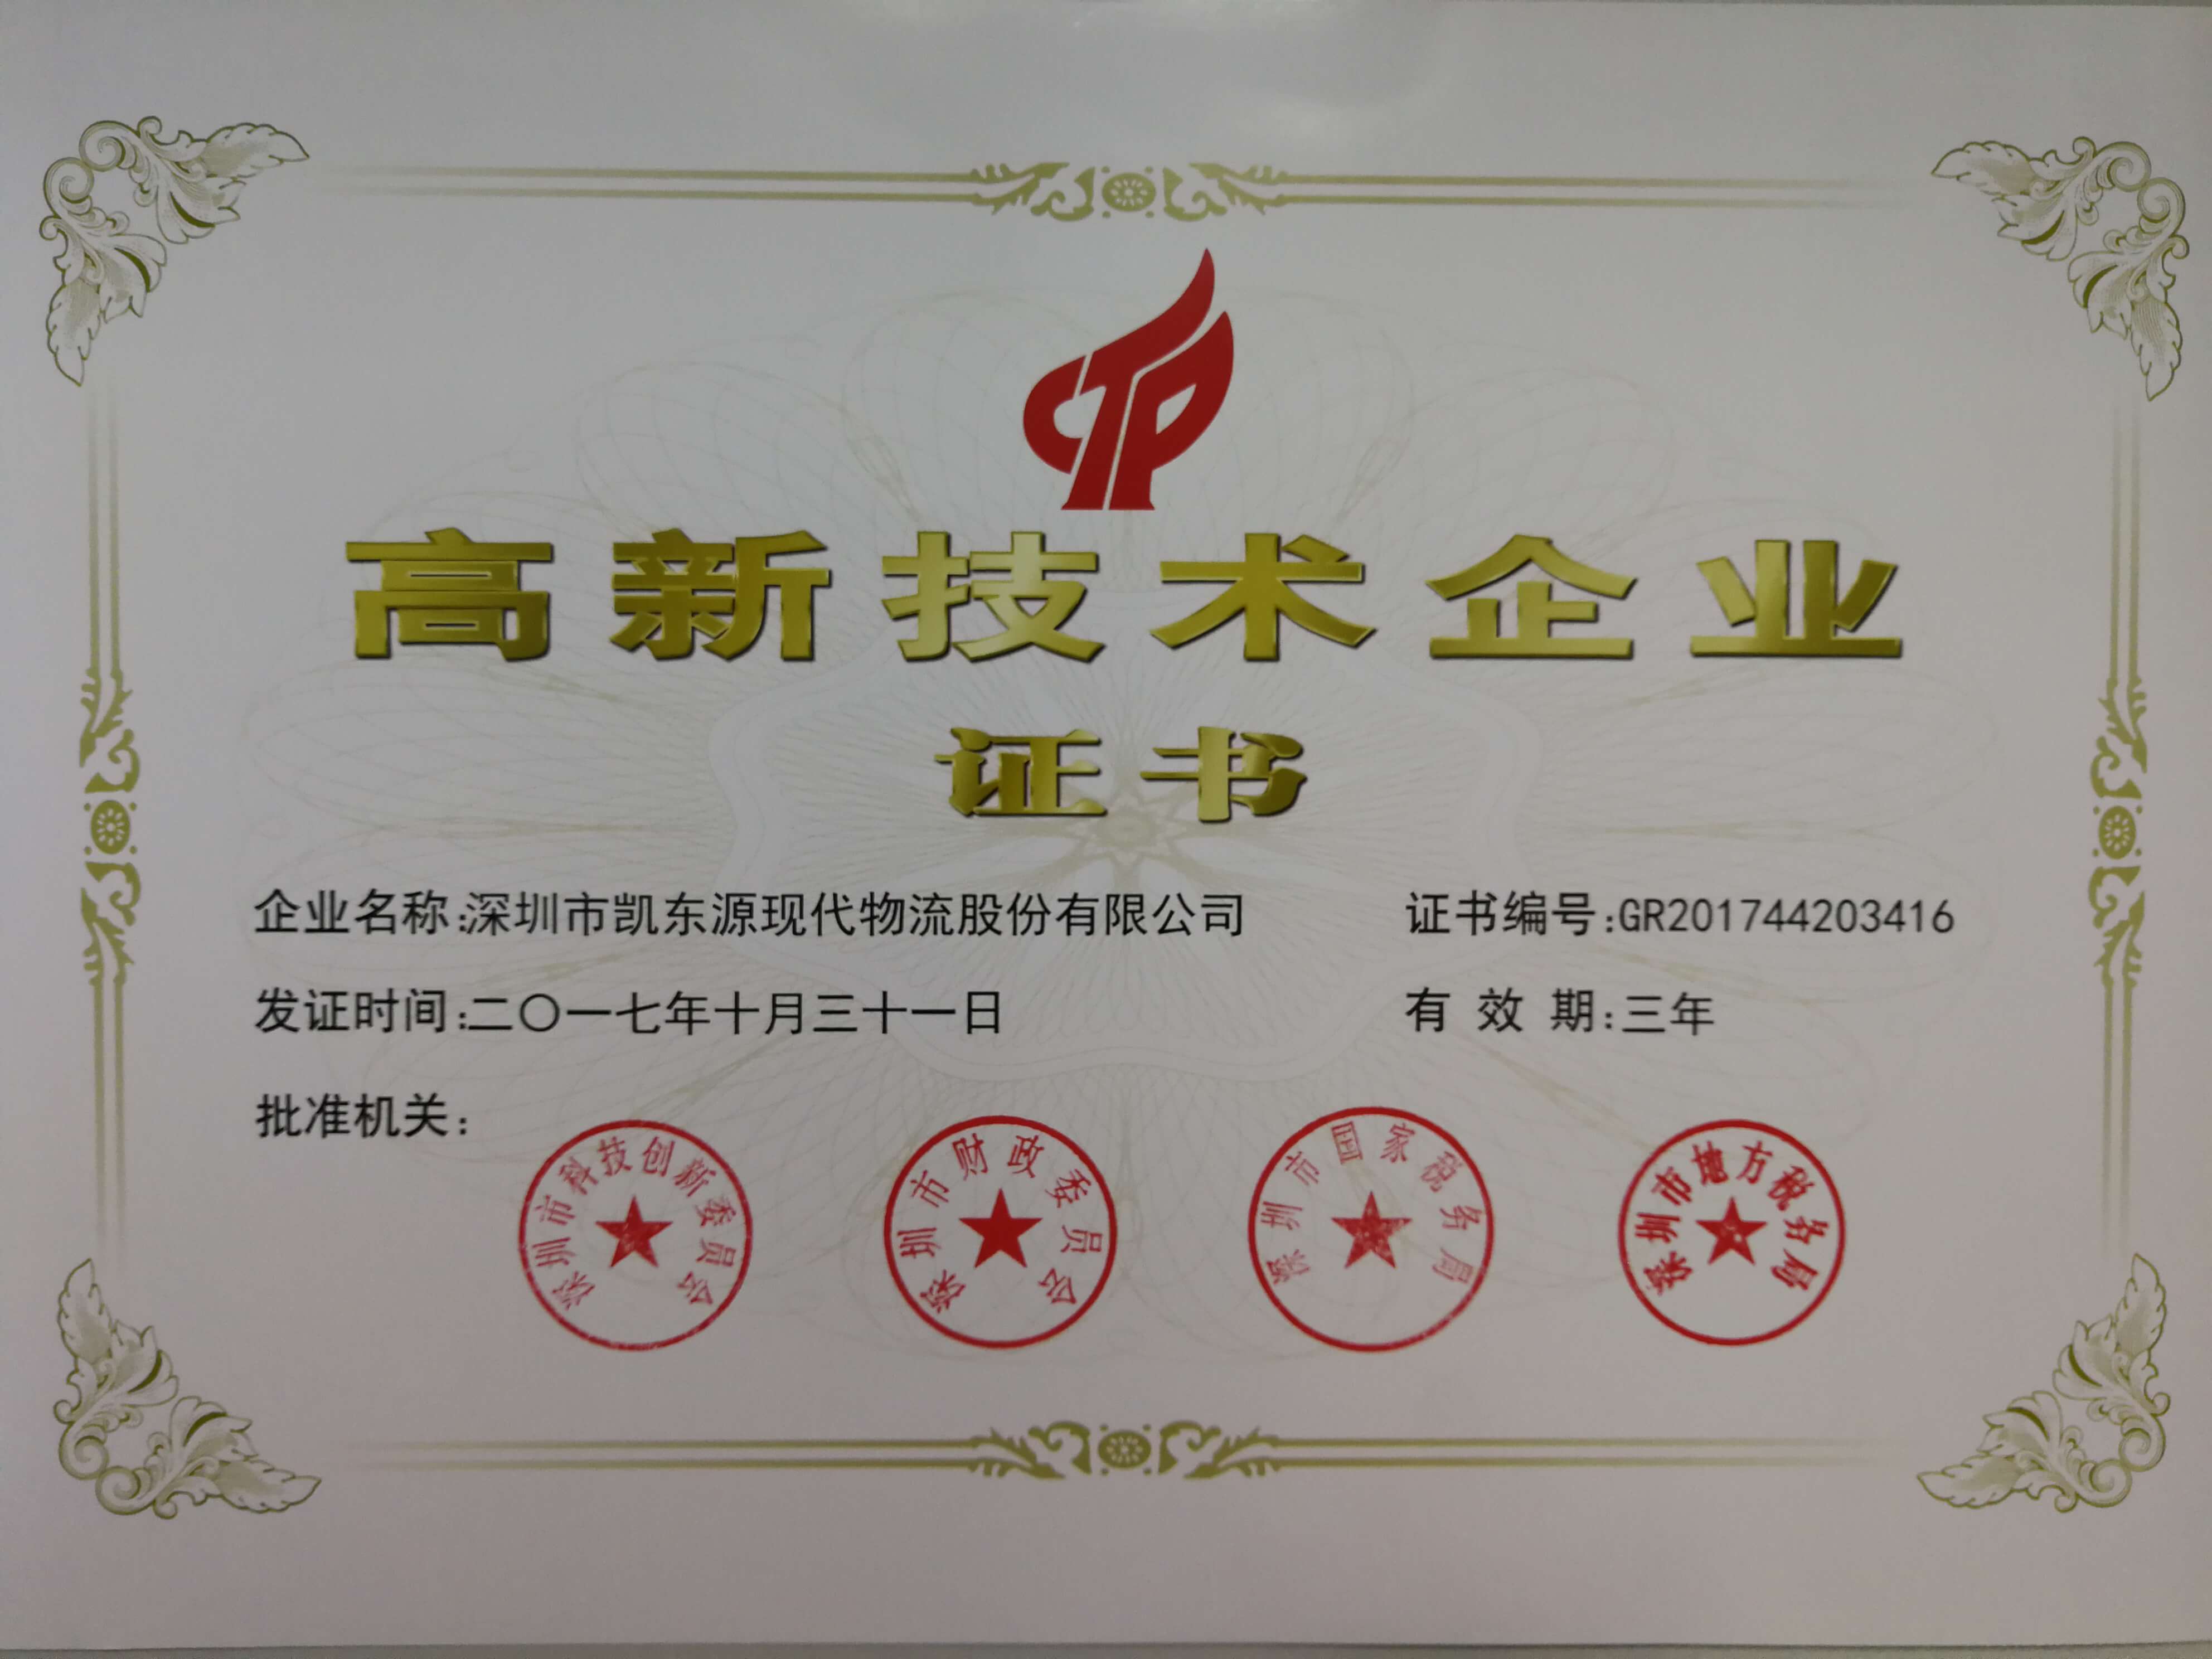 CTP
高新技术企业
证书
企业名称:深圳市凯东源现代物流股份有限公司
证书编号:GR201744203416
发证时间:二〇一七年十月三十一日
有效期:三年
批准机关:
深圳市科技创新委员会
深圳市财政委员会
深圳市国家税务局
深圳市地方税务局